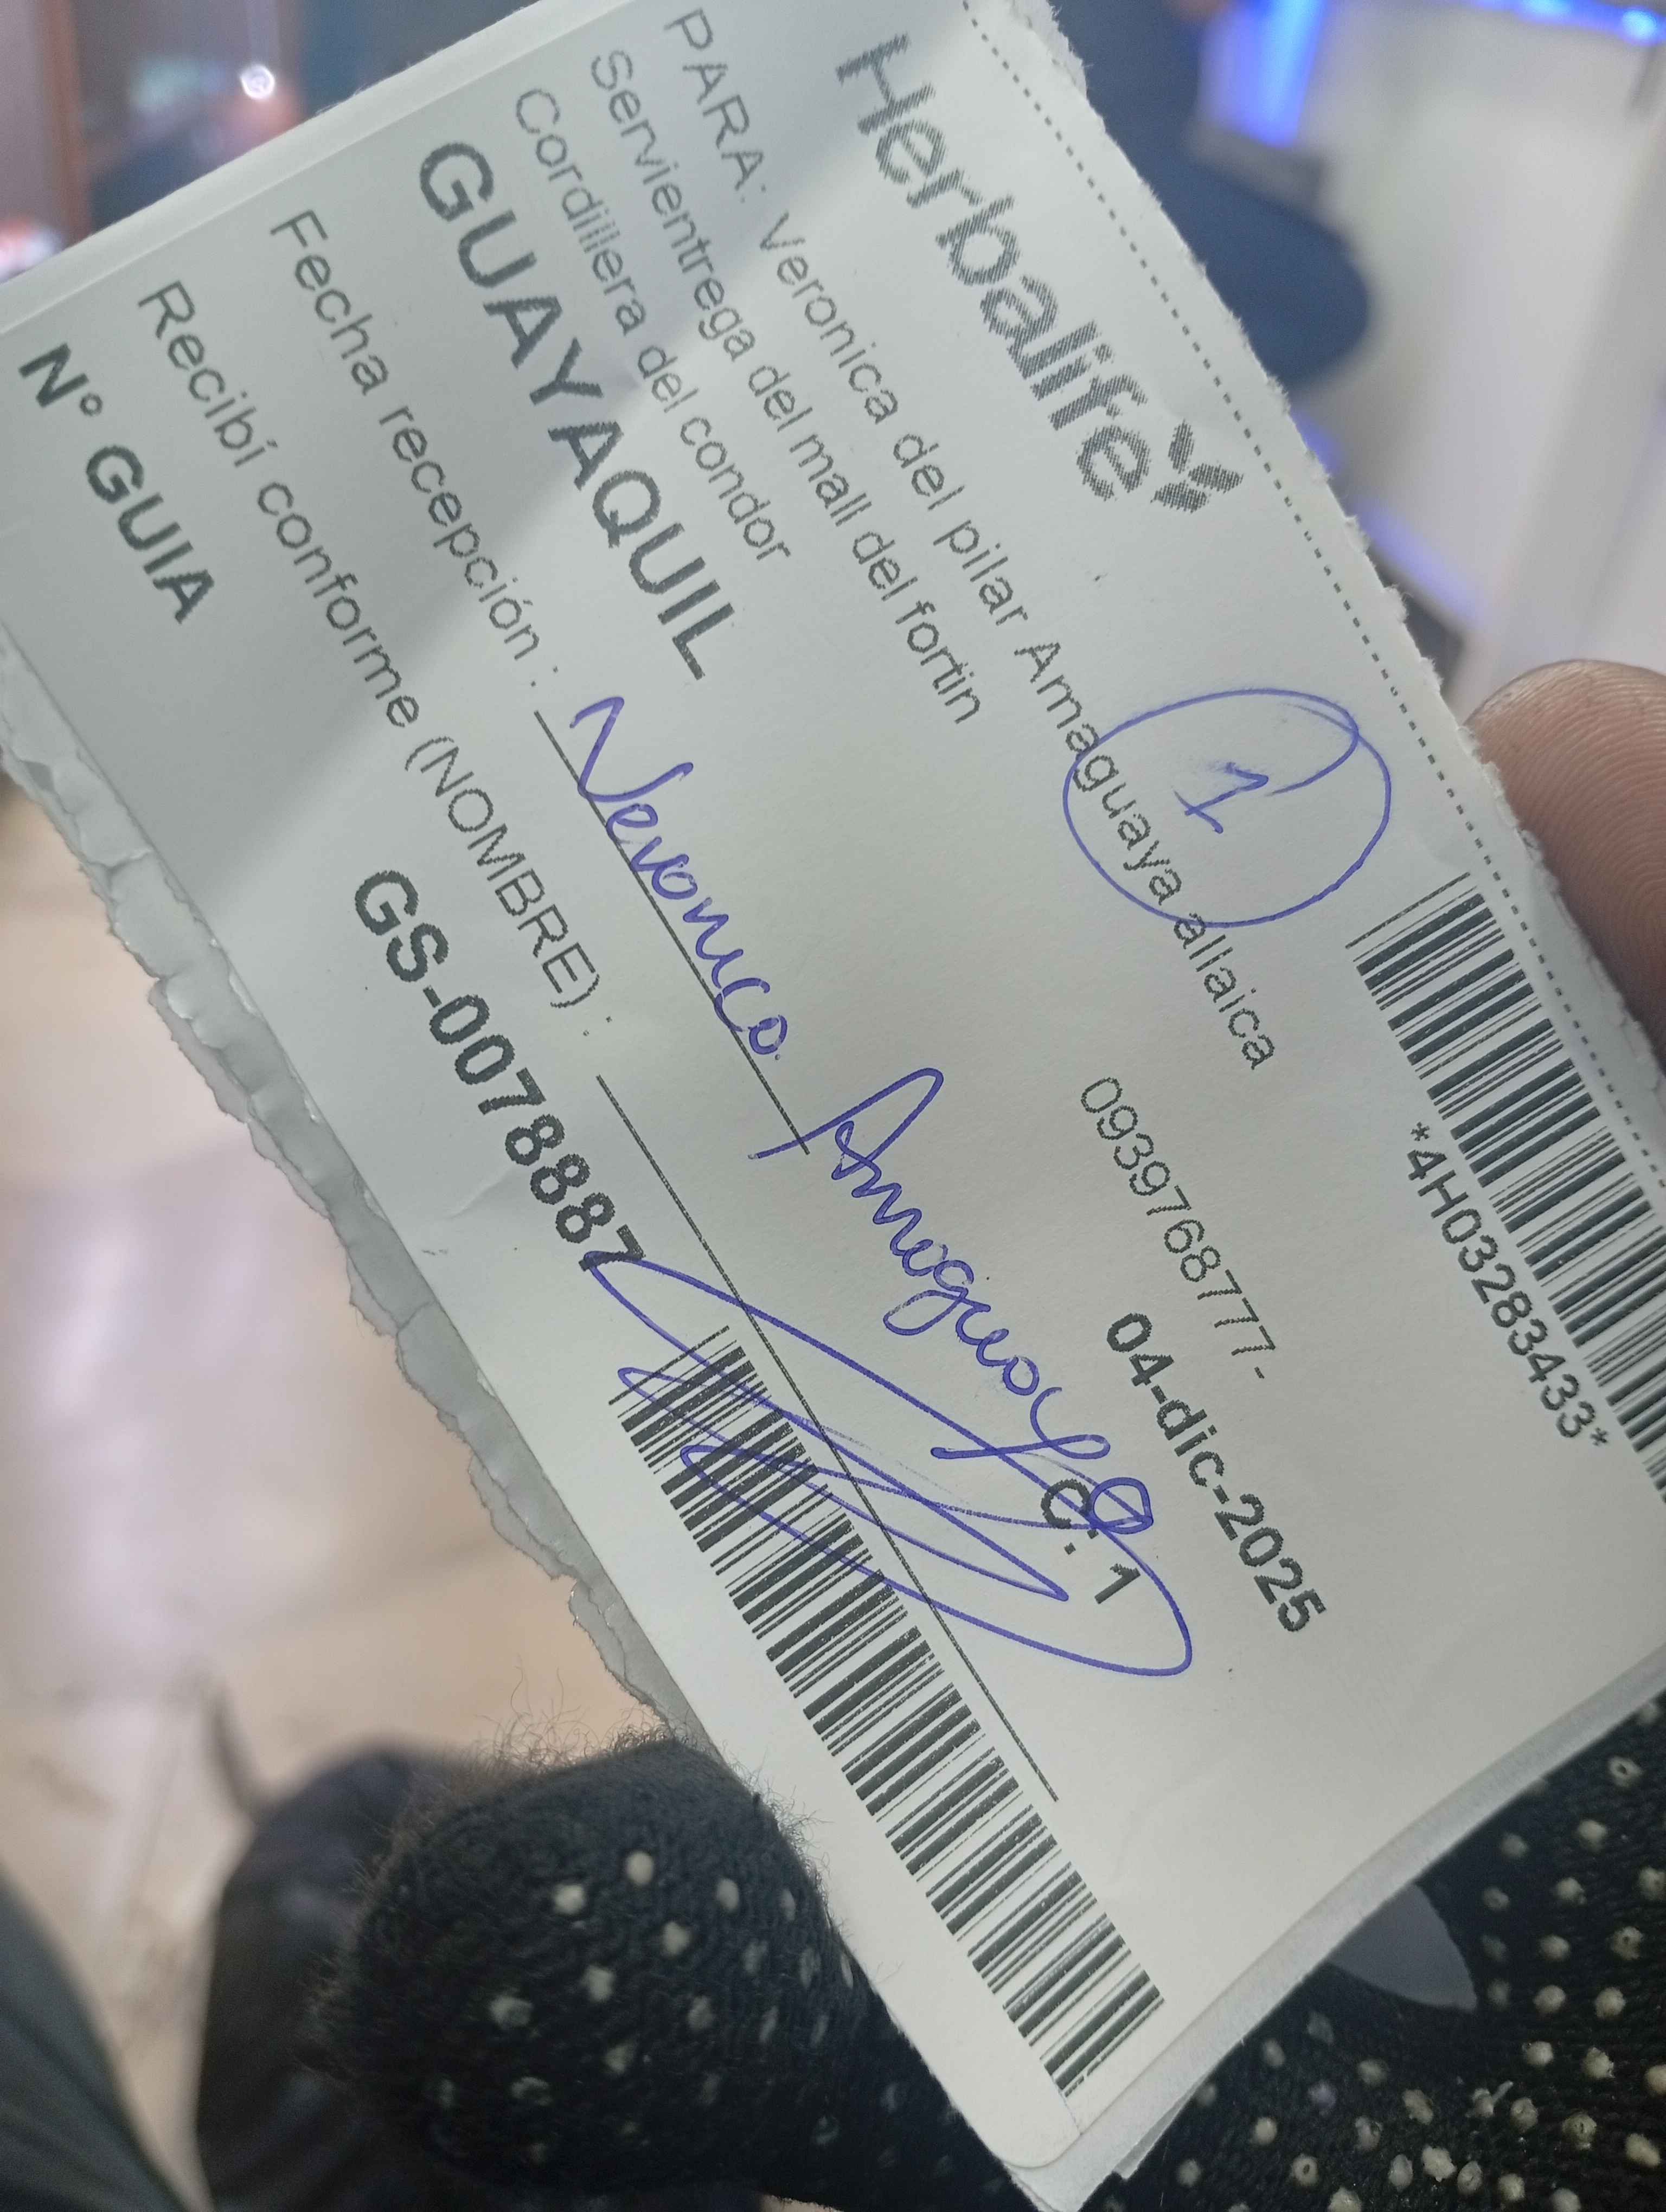 Herbalife
*4H03283433*
PARA: Veronica del pilar Amaguaya allaica
1
Servientrega del mall del fortin
0939768777-
Cordillera del condor
04-dic-2025
GUAYAQUIL
C. 1
Fecha recepción :
Veronica Amaguaya
Recibí conforme (NOMBRE) :
N° GUIA GS-0078887